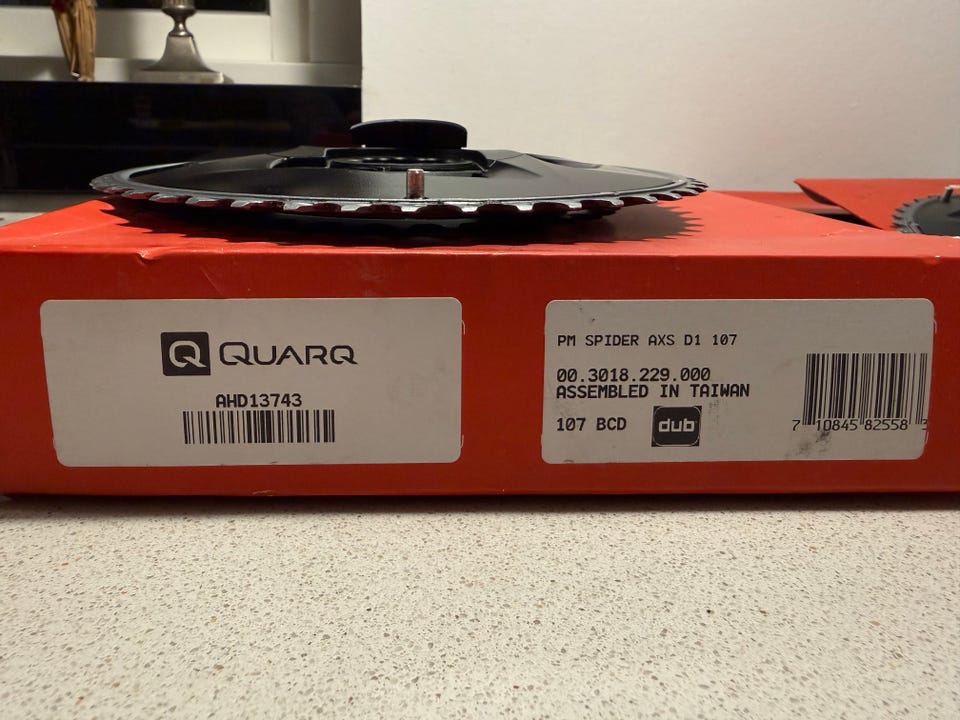 QUARQ
AHD13743
PM SPIDER AXS D1 107
00.3018.229.000
ASSEMBLED IN TAIWAN
107 BCD
dub
7 10845 82558 3